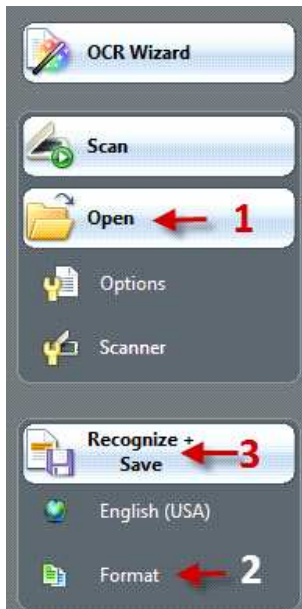 OCR Wizard
Scan
Open 1
Options
Scanner
Recognize +
Save
3
English (USA)
Format 2